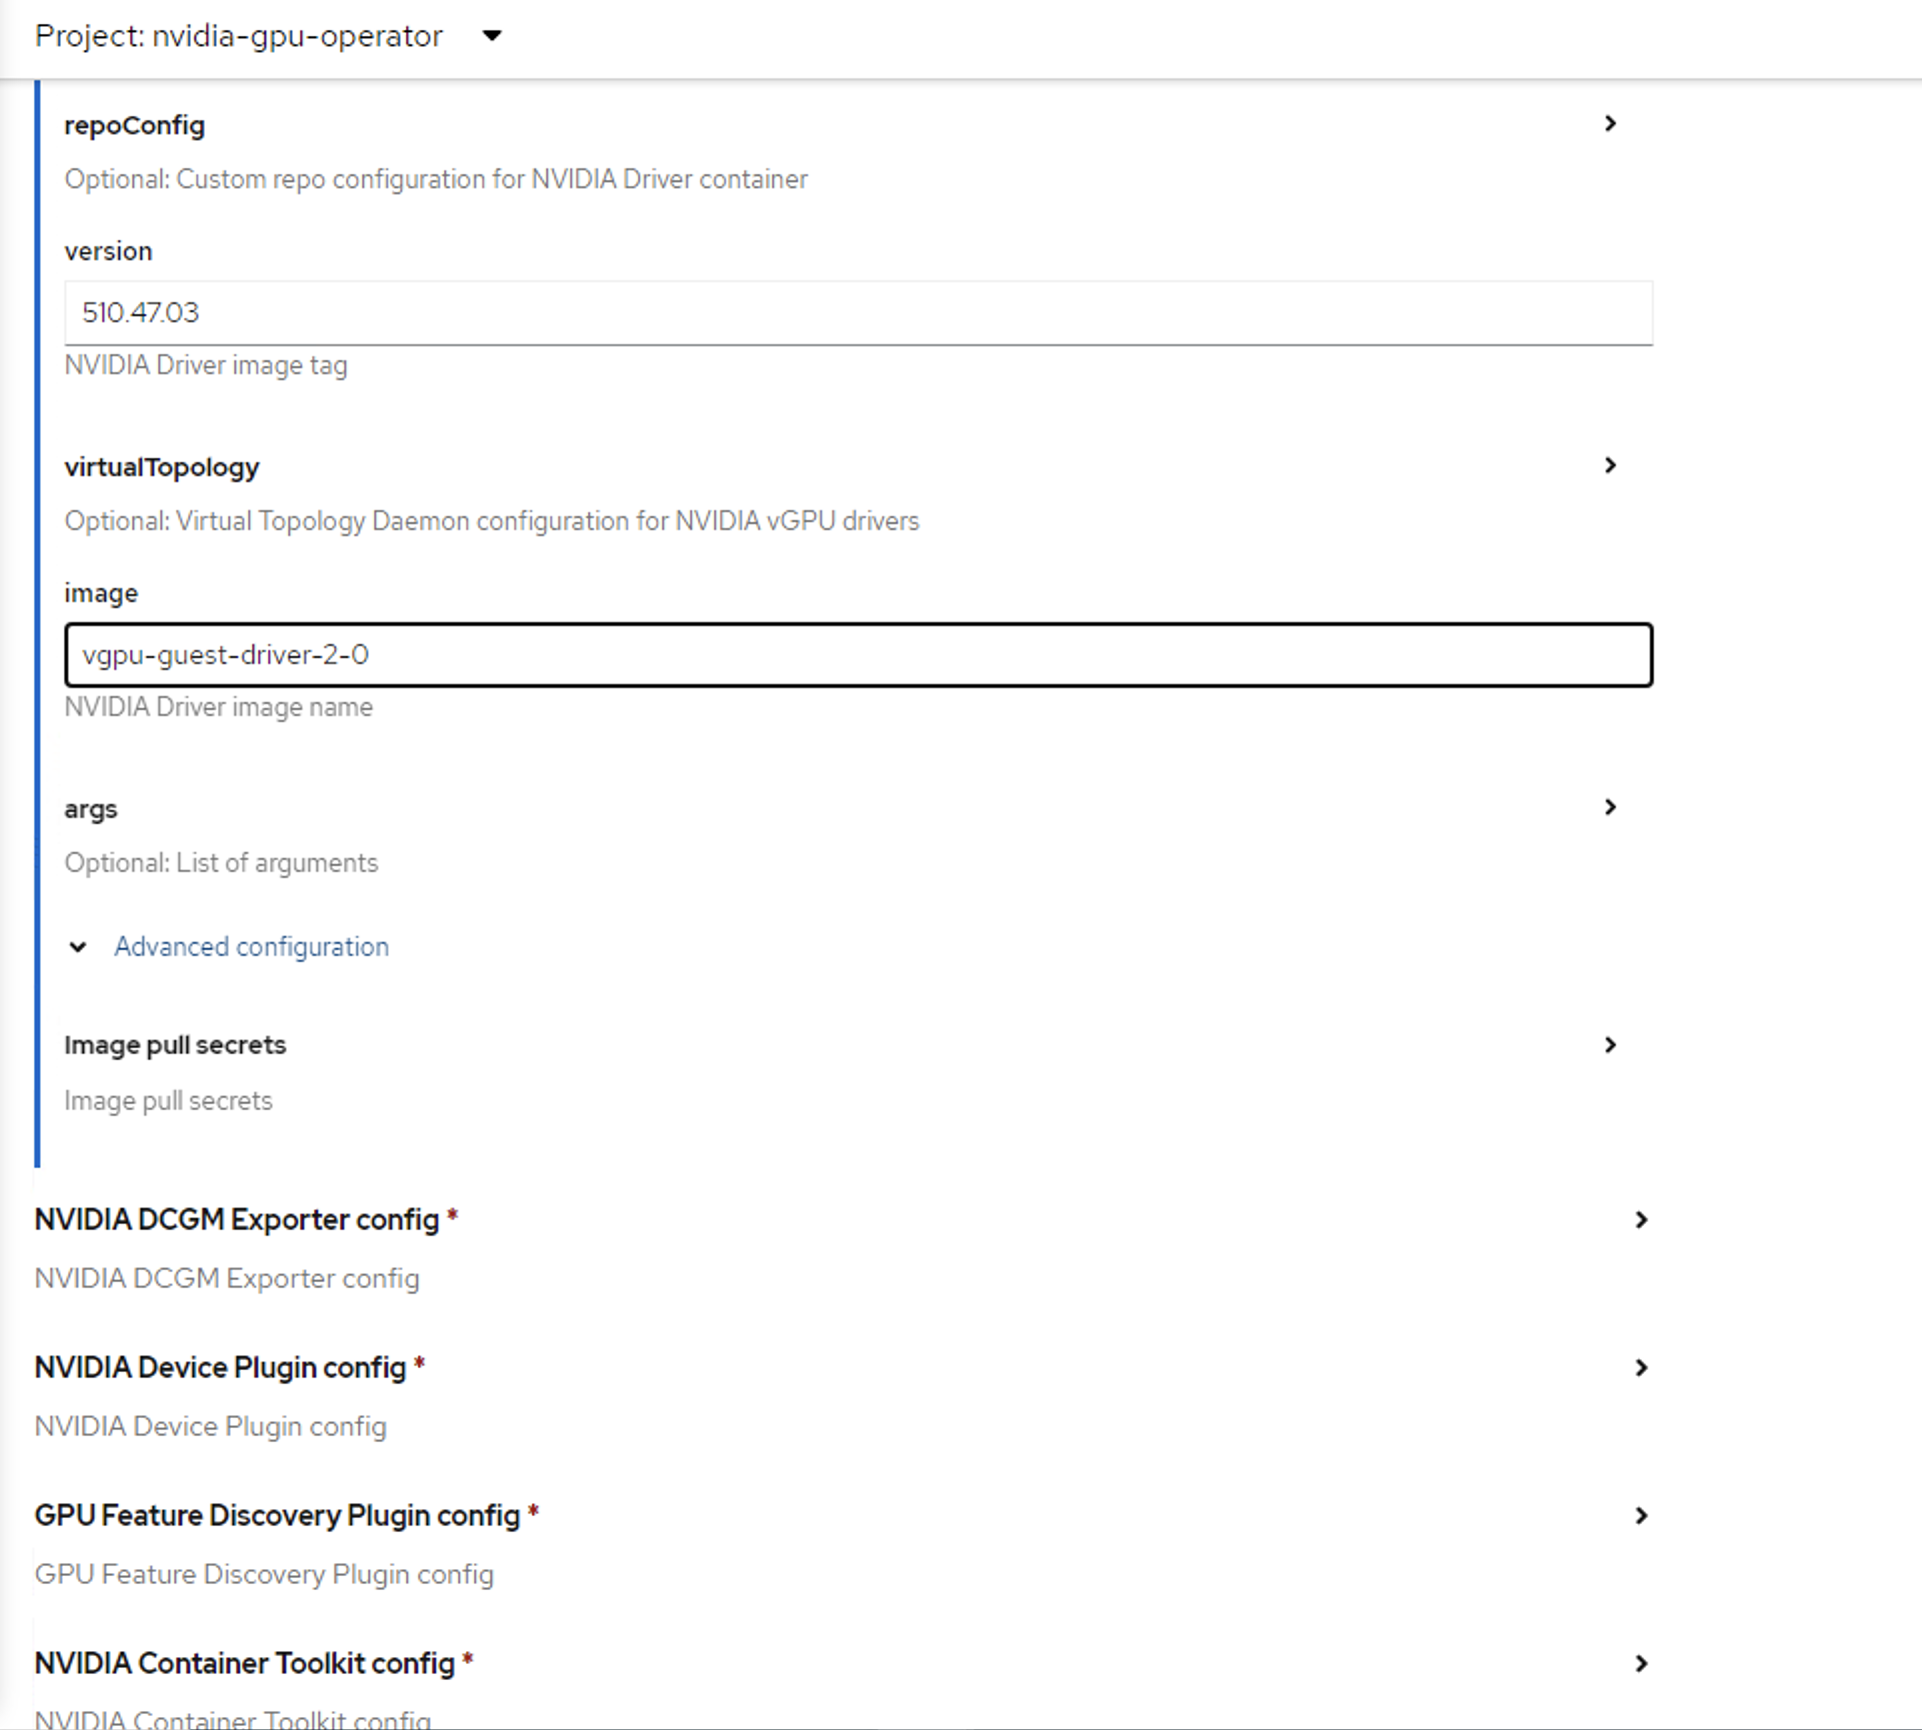 Project: nvidia-gpu-operator
repoConfig
Optional: Custom repo configuration for NVIDIA Driver container
version
510.47.03
NVIDIA Driver image tag
virtualTopology
Optional: Virtual Topology Daemon configuration for NVIDIA vGPU drivers
image
vgpu-guest-driver-2-0
NVIDIA Driver image name
args
Optional: List of arguments
Advanced configuration
Image pull secrets
Image pull secrets
NVIDIA DCGM Exporter config *
NVIDIA DCGM Exporter config
NVIDIA Device Plugin config *
NVIDIA Device Plugin config
GPU Feature Discovery Plugin config *
GPU Feature Discovery Plugin config
NVIDIA Container Toolkit config *
NVIDIA Container Toolkit config